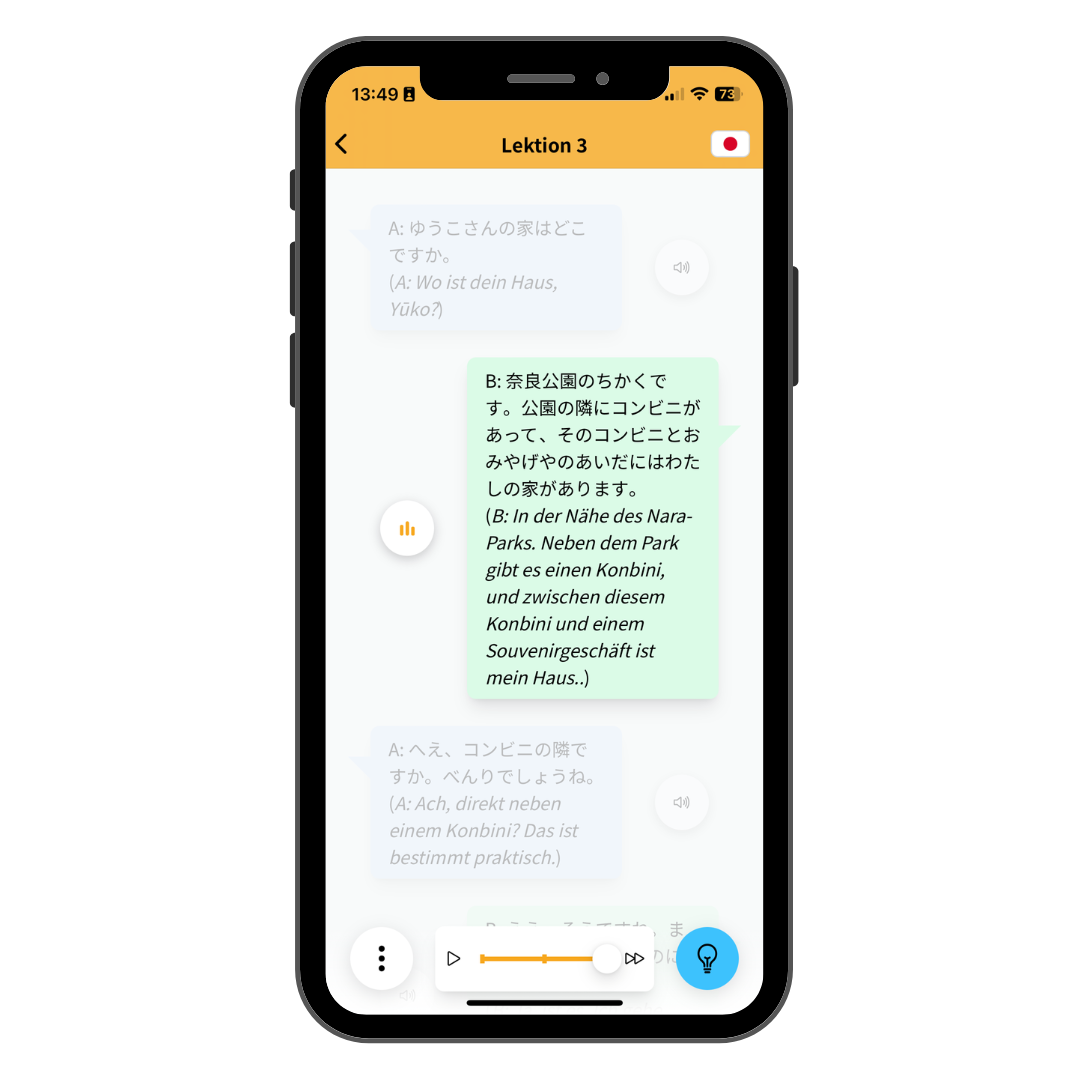 13:49
73
Lektion 3
A: ゆうこさんの家はどこ
ですか。
(A: Wo ist dein Haus,
Yūko?)
B: 奈良公園のちかくで
す。公園の隣にコンビニが
あって、そのコンビニとお
みやげやのあいだにはわた
しの家があります。
(B: In der Nähe des Nara-
Parks. Neben dem Park
gibt es einen Konbini,
und zwischen diesem
Konbini und einem
Souvenirgeschäft ist
mein Haus..)
A: へえ、コンビニの隣で
すか。べんりでしょうね。
(A: Ach, direkt neben
einem Konbini? Das ist
bestimmt praktisch.)